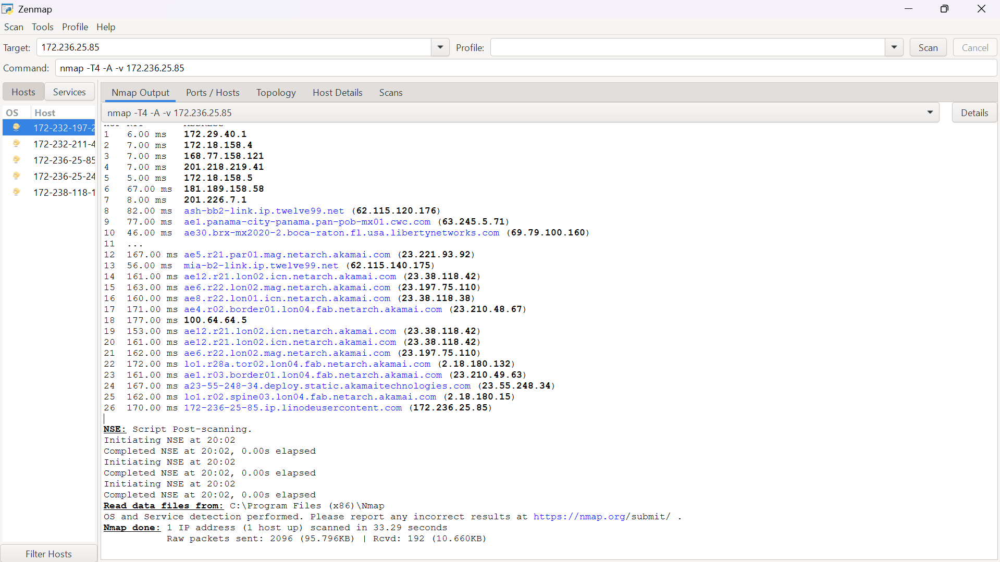 Zenmap
Scan Tools Profile Help
Target: 172.236.25.85 Profile: Scan Cancel
Command: nmap -T4 -A -v 172.236.25.85
Hosts Services
Nmap Output Ports / Hosts Topology Host Details Scans
OS Host
nmap -T4 -A -v 172.236.25.85 Details
172-232-197-2
172-232-211-4
172-236-25-85
172-236-25-24
172-238-118-1
1 6.00 ms 172.29.40.1
2 7.00 ms 172.18.158.4
3 7.00 ms 168.77.158.121
4 7.00 ms 201.218.219.41
5 5.00 ms 172.18.158.5
6 67.00 ms 181.189.158.58
7 8.00 ms 201.226.7.1
8 82.00 ms ash-bb2-link.ip.twelve99.net (62.115.120.176)
9 77.00 ms ae1.panama-city-panama.pan-pob-mx01.cwc.com (63.245.5.71)
10 46.00 ms ae30.brx-mx2020-2.boca-raton.fl.usa.libertynetworks.com (69.79.100.160)
11 ...
12 167.00 ms ae5.r21.par01.mag.netarch.akamai.com (23.221.93.92)
13 56.00 ms mia-b2-link.ip.twelve99.net (62.115.140.175)
14 161.00 ms ae12.r21.lon02.icn.netarch.akamai.com (23.38.118.42)
15 163.00 ms ae6.r22.lon02.mag.netarch.akamai.com (23.197.75.110)
16 160.00 ms ae8.r22.lon01.icn.netarch.akamai.com (23.38.118.38)
17 171.00 ms ae4.r02.border01.lon04.fab.netarch.akamai.com (23.210.48.67)
18 177.00 ms 100.64.64.5
19 153.00 ms ae12.r21.lon02.icn.netarch.akamai.com (23.38.118.42)
20 161.00 ms ae12.r21.lon02.icn.netarch.akamai.com (23.38.118.42)
21 162.00 ms ae6.r22.lon02.mag.netarch.akamai.com (23.197.75.110)
22 172.00 ms lo1.r28a.tor02.lon04.fab.netarch.akamai.com (2.18.180.132)
23 161.00 ms ae1.r03.border01.lon04.fab.netarch.akamai.com (23.210.49.63)
24 167.00 ms a23-55-248-34.deploy.static.akamaitechnologies.com (23.55.248.34)
25 162.00 ms lo1.r02.spine03.lon04.fab.netarch.akamai.com (2.18.180.15)
26 170.00 ms 172-236-25-85.ip.linodeusercontent.com (172.236.25.85)
NSE: Script Post-scanning.
Initiating NSE at 20:02
Completed NSE at 20:02, 0.00s elapsed
Initiating NSE at 20:02
Completed NSE at 20:02, 0.00s elapsed
Initiating NSE at 20:02
Completed NSE at 20:02, 0.00s elapsed
Read data files from: C:\Program Files (x86)\Nmap
OS and Service detection performed. Please report any incorrect results at https://nmap.org/submit/ .
Nmap done: 1 IP address (1 host up) scanned in 33.29 seconds
Raw packets sent: 2096 (95.796KB) | Rcvd: 192 (10.660KB)
Filter Hosts